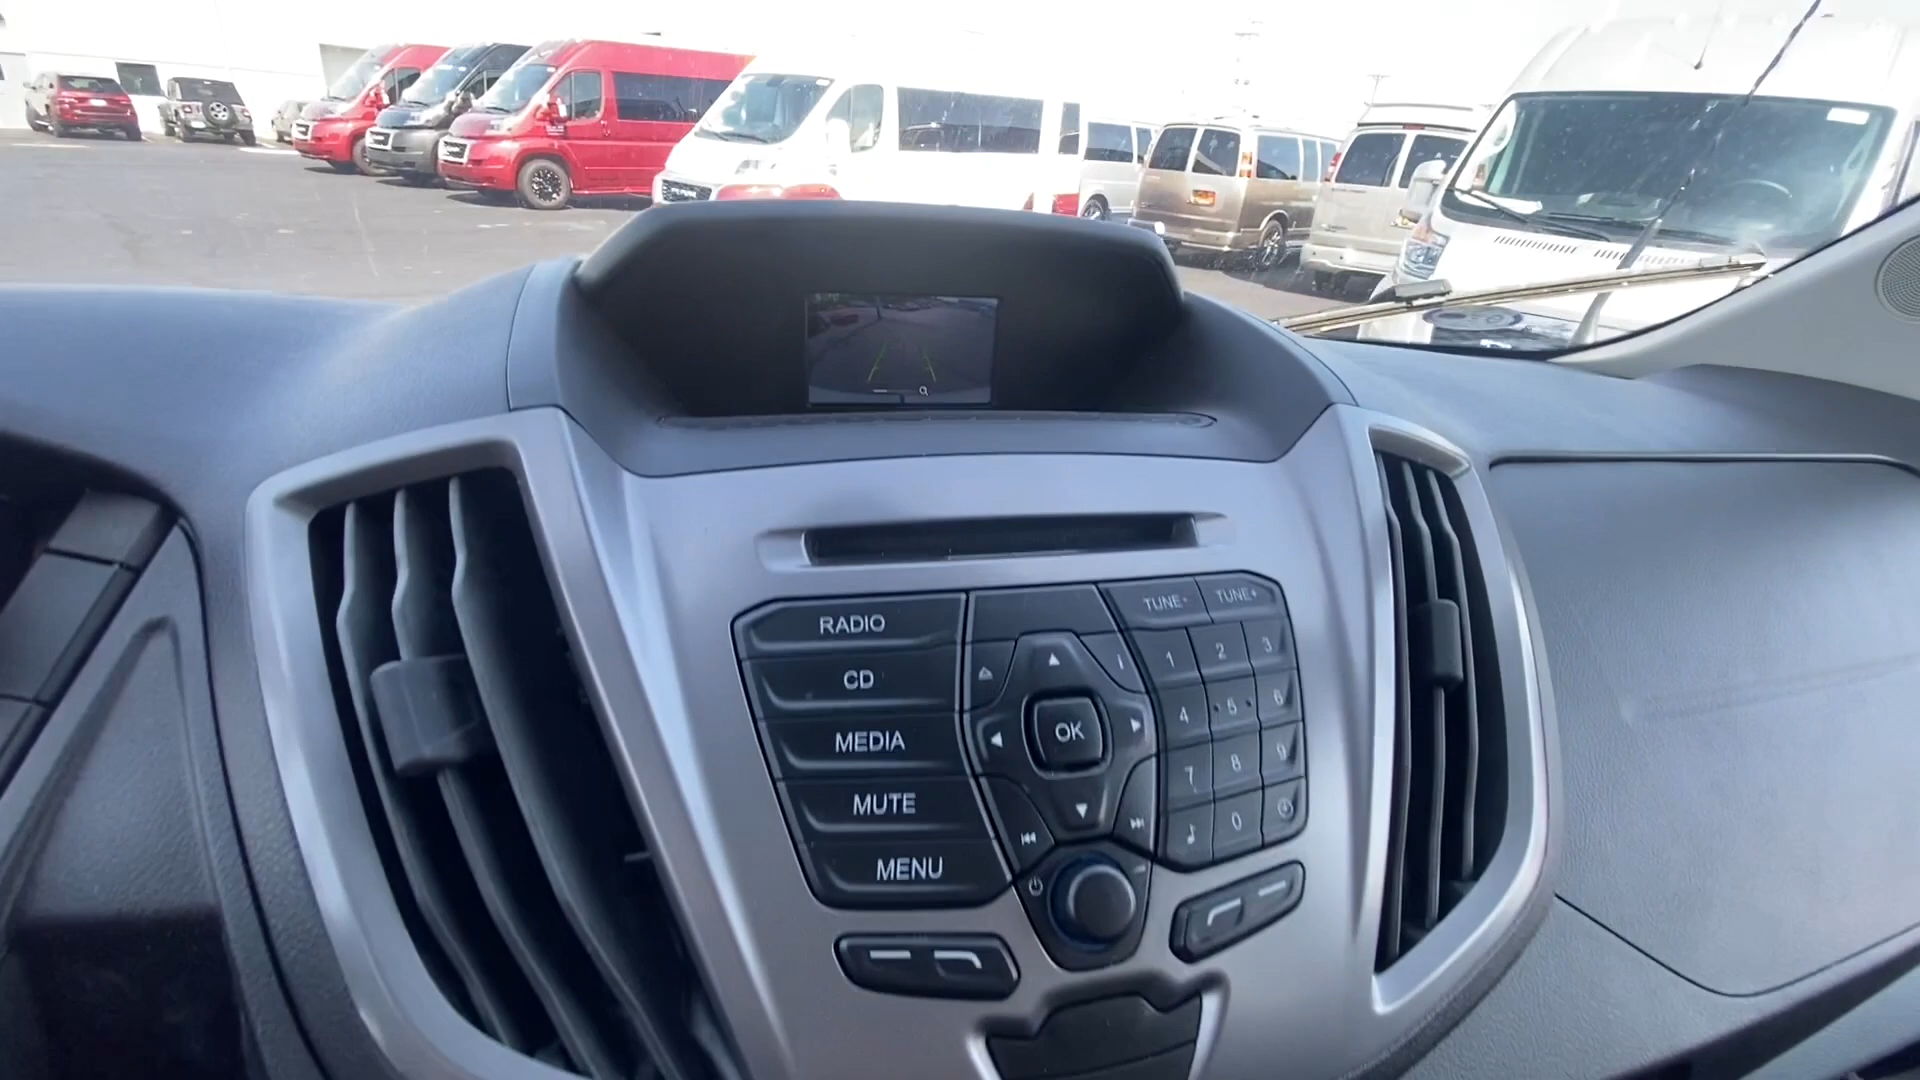 RADIO
CD
MEDIA
MUTE
MENU
i
OK
TUNE-
TUNE+
1 2 3
4 5 6
7 8 9
0